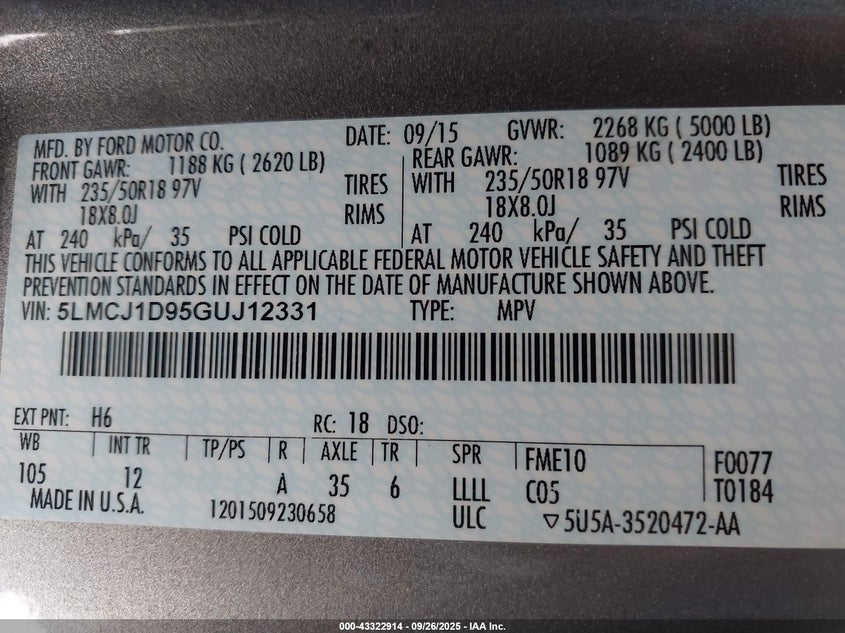 MFD. BY FORD MOTOR CO. DATE: 09/15 GVWR: 2268 KG ( 5000 LB)
FRONT GAWR: 1188 KG ( 2620 LB) REAR GAWR: 1089 KG ( 2400 LB)
WITH 235/50R18 97V TIRES WITH 235/50R18 97V TIRES
18X8.0J RIMS 18X8.0J RIMS
AT 240 kPa/ 35 PSI COLD AT 240 kPa/ 35 PSI COLD
THIS VEHICLE CONFORMS TO ALL APPLICABLE FEDERAL MOTOR VEHICLE SAFETY AND THEFT
PREVENTION STANDARDS IN EFFECT ON THE DATE OF MANUFACTURE SHOWN ABOVE.
VIN: 5LMCJ1D95GUJ12331 TYPE: MPV
EXT PNT: H6 RC: 18 DSO:
WB INT TR TP/PS R AXLE TR SPR FME10 F0077
105 12 A 35 6 LLLL C05 T0184
MADE IN U.S.A. 1201509230658 ULC ▽5U5A-3520472-AA
000-43322914 - 09/26/2025 - IAA Inc.